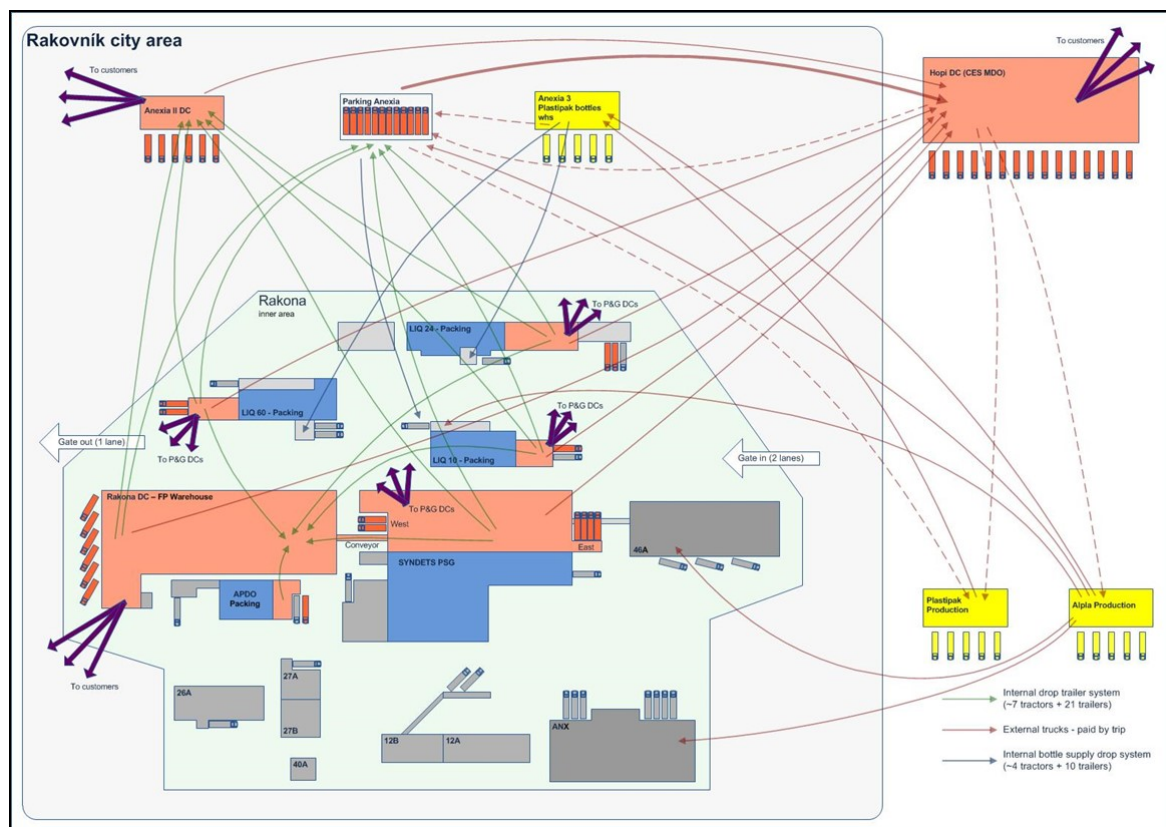 Rakovník city area
To customers
Anexia II DC
Parking Anexia
Anexia 3
Plastipak bottles
whs
To customers
Hopi DC (CES MDO)
Rakona
inner area
To P&G DCs
LIQ 24 - Packing
LIQ 60 - Packing
To P&G DCs
To P&G DCs
LIQ 10 - Packing
Gate out (1 lane)
Gate in (2 lanes)
Rakona DC – FP Warehouse
To P&G DCs
West
Conveyor
East
46A
SYNDETS PSG
APDO
Packing
Plastipak
Production
Alpla Production
To customers
26A
27A
27B
40A
12B
12A
ANX
Internal drop trailer system
(~7 tractors + 21 trailers)
External trucks - paid by trip
Internal bottle supply drop system
(~4 tractors + 10 trailers)